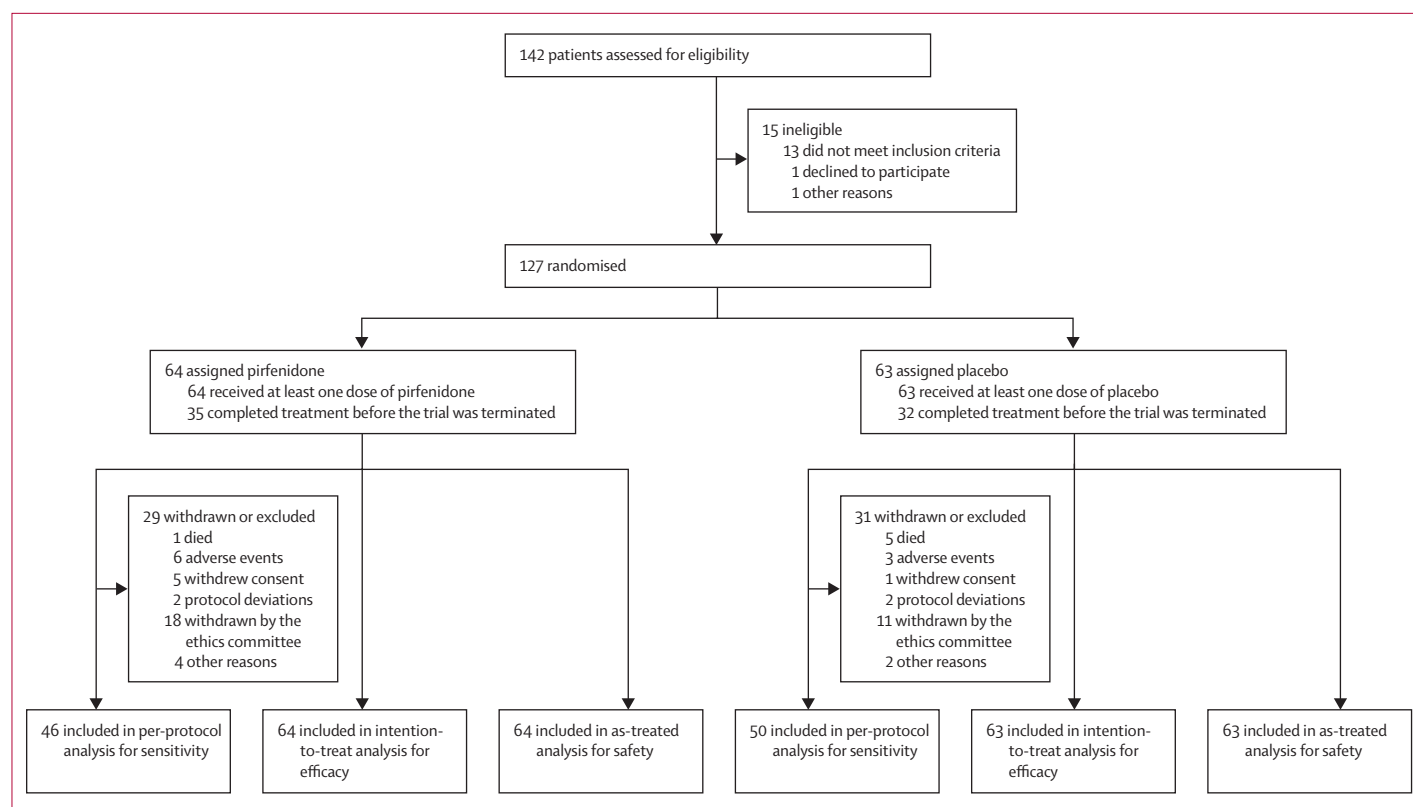 142 patients assessed for eligibility
15 ineligible
13 did not meet inclusion criteria
1 declined to participate
1 other reasons
127 randomised
64 assigned pirfenidone
64 received at least one dose of pirfenidone
35 completed treatment before the trial was terminated
63 assigned placebo
63 received at least one dose of placebo
32 completed treatment before the trial was terminated
29 withdrawn or excluded
1 died
6 adverse events
5 withdrew consent
2 protocol deviations
18 withdrawn by the
ethics committee
4 other reasons
31 withdrawn or excluded
5 died
3 adverse events
1 withdrew consent
2 protocol deviations
11 withdrawn by the
ethics committee
2 other reasons
46 included in per-protocol
analysis for sensitivity
64 included in intention-
to-treat analysis for
efficacy
64 included in as-treated
analysis for safety
50 included in per-protocol
analysis for sensitivity
63 included in intention-
to-treat analysis for
efficacy
63 included in as-treated
analysis for safety